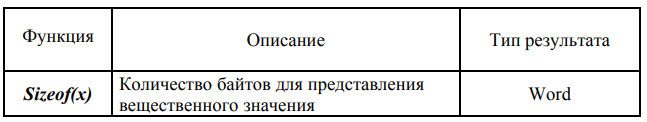 Функция
Описание
Тип результата
Sizeof(x)
Количество байтов для представления
вещественного значения
Word